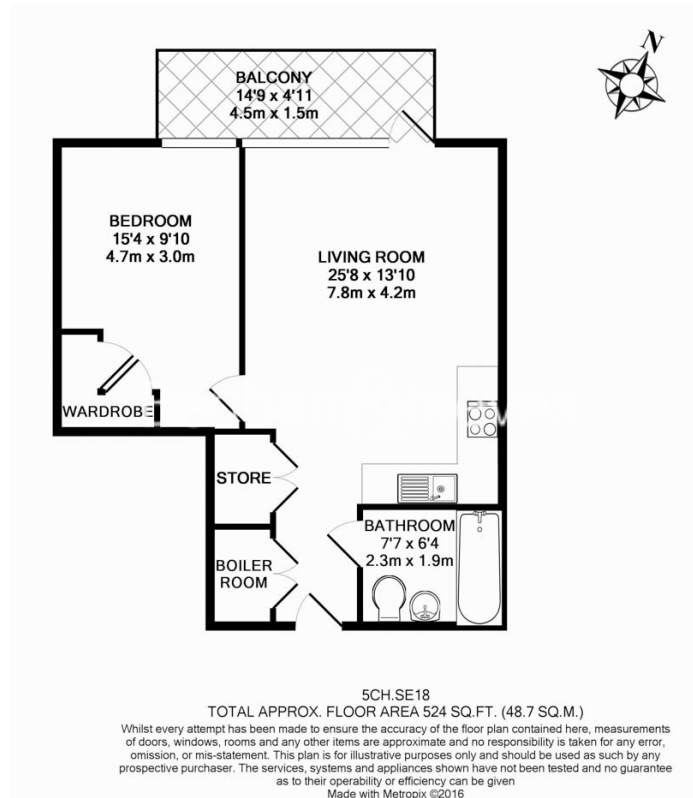 N
BALCONY
14'9 x 4'11
4.5m x 1.5m
BEDROOM
15'4 x 9'10
4.7m x 3.0m
LIVING ROOM
25'8 x 13'10
7.8m x 4.2m
WARDROBE
STORE
BATHROOM
7'7 x 6'4
2.3m x 1.9m
BOILER
ROOM
5CH.SE18
TOTAL APPROX. FLOOR AREA 524 SQ.FT. (48.7 SQ.M.)
Whilst every attempt has been made to ensure the accuracy of the floor plan contained here, measurements
of doors, windows, rooms and any other items are approximate and no responsibility is taken for any error,
omission, or mis-statement. This plan is for illustrative purposes only and should be used as such by any
prospective purchaser. The services, systems and appliances shown have not been tested and no guarantee
as to their operability or efficiency can be given
Made with Metropix ©2016